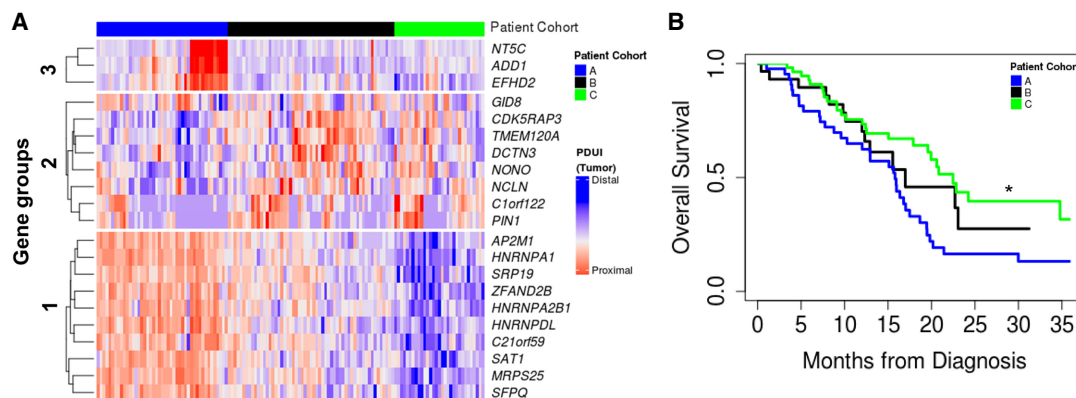 A
Patient Cohort
NT5C
ADD1
EFHD2
GID8
CDK5RAP3
TMEM120A
DCTN3
NONO
NCLN
C1orf122
PIN1
AP2M1
HNRNPA1
SRP19
ZFAND2B
HNRNPA2B1
HNRNPDL
C21orf59
SAT1
MRPS25
SFPQ
Gene groups
3
2
1
Patient Cohort
A
B
C
PDUI
(Tumor)
Distal
Proximal
B
Overall Survival
1.0
0.5
0.0
Patient Cohort
A
B
C
*
0 5 10 15 20 25 30 35
Months from Diagnosis